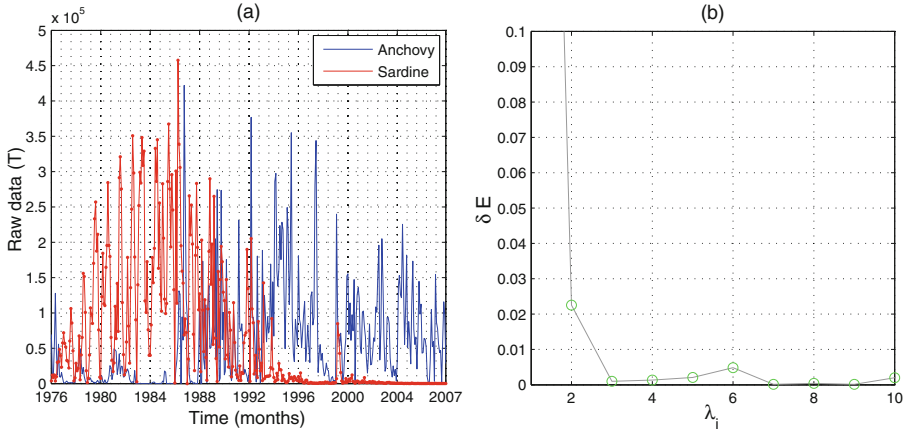 (a)
x 10^5
5
4.5
4
3.5
3
2.5
2
1.5
1
0.5
0
Raw data (T)
Anchovy
Sardine
1976 1980 1984 1988 1992 1996 2000 2004 2007
Time (months)
(b)
0.1
0.09
0.08
0.07
0.06
0.05
0.04
0.03
0.02
0.01
0
δ E
2 4 6 8 10
λi